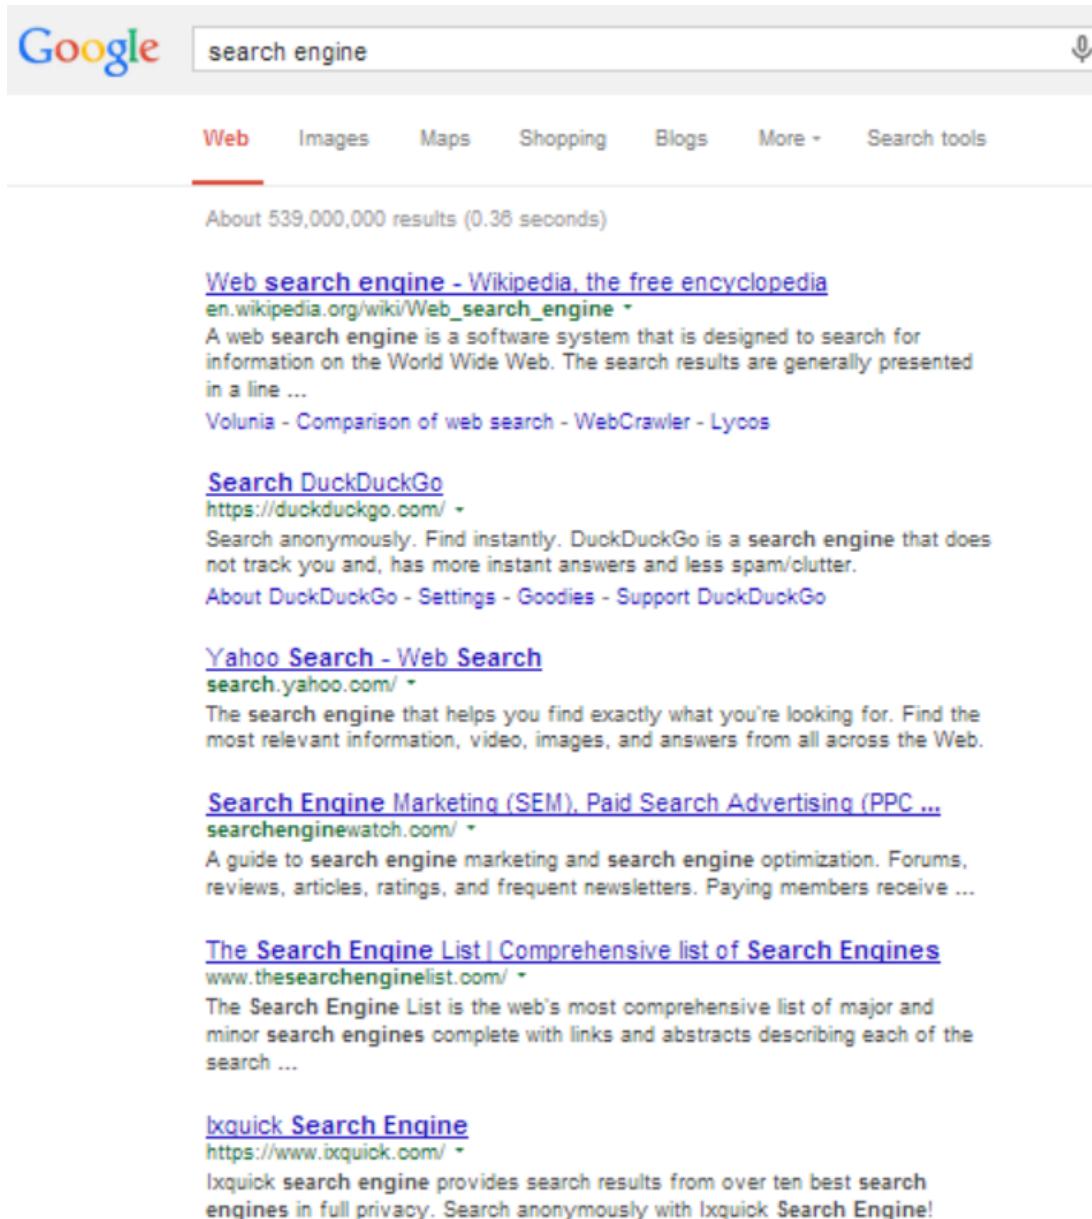 Google search engine
Web Images Maps Shopping Blogs More Search tools
About 539,000,000 results (0.36 seconds)
Web search engine - Wikipedia, the free encyclopedia
en.wikipedia.org/wiki/Web_search_engine
A web search engine is a software system that is designed to search for
information on the World Wide Web. The search results are generally presented
in a line ...
Volunia - Comparison of web search - WebCrawler - Lycos
Search DuckDuckGo
https://duckduckgo.com/
Search anonymously. Find instantly. DuckDuckGo is a search engine that does
not track you and, has more instant answers and less spam/clutter.
About DuckDuckGo - Settings - Goodies - Support DuckDuckGo
Yahoo Search - Web Search
search.yahoo.com/
The search engine that helps you find exactly what you're looking for. Find the
most relevant information, video, images, and answers from all across the Web.
Search Engine Marketing (SEM), Paid Search Advertising (PPC ...
searchenginewatch.com/
A guide to search engine marketing and search engine optimization. Forums,
reviews, articles, ratings, and frequent newsletters. Paying members receive ...
The Search Engine List | Comprehensive list of Search Engines
www.thesearchenginelist.com/
The Search Engine List is the web's most comprehensive list of major and
minor search engines complete with links and abstracts describing each of the
search ...
Ixquick Search Engine
https://www.ixquick.com/
Ixquick search engine provides search results from over ten best search
engines in full privacy. Search anonymously with Ixquick Search Engine!